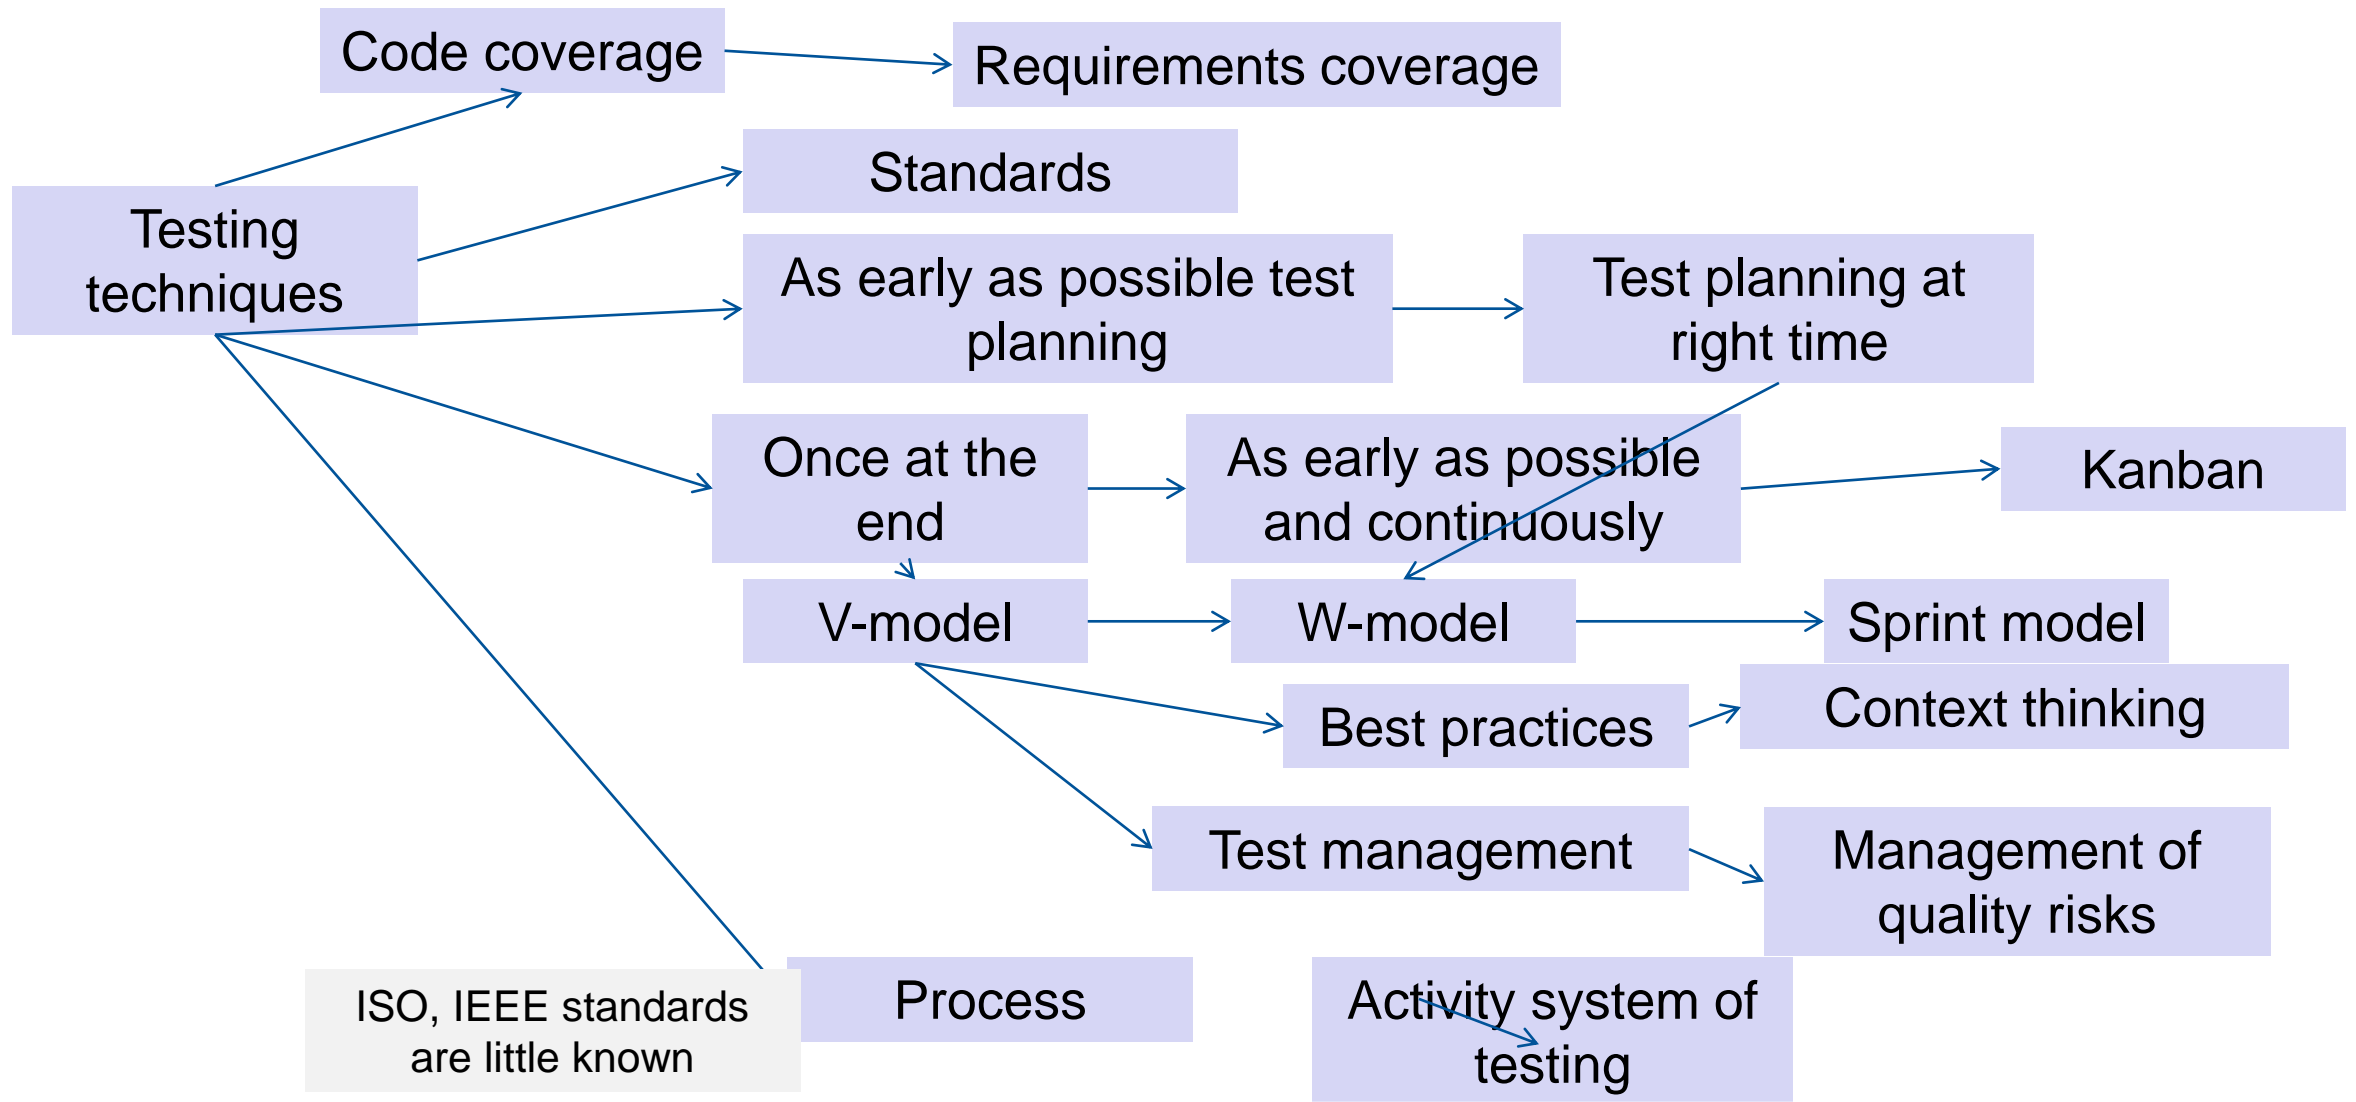 Code coverage
Requirements coverage
Standards
Testing
techniques
As early as possible test
planning
Test planning at
right time
Once at the
end
As early as possible
and continuously
Kanban
V-model
W-model
Sprint model
Best practices
Context thinking
Test management
Management of
quality risks
ISO, IEEE standards
are little known
Process
Activity system of
testing